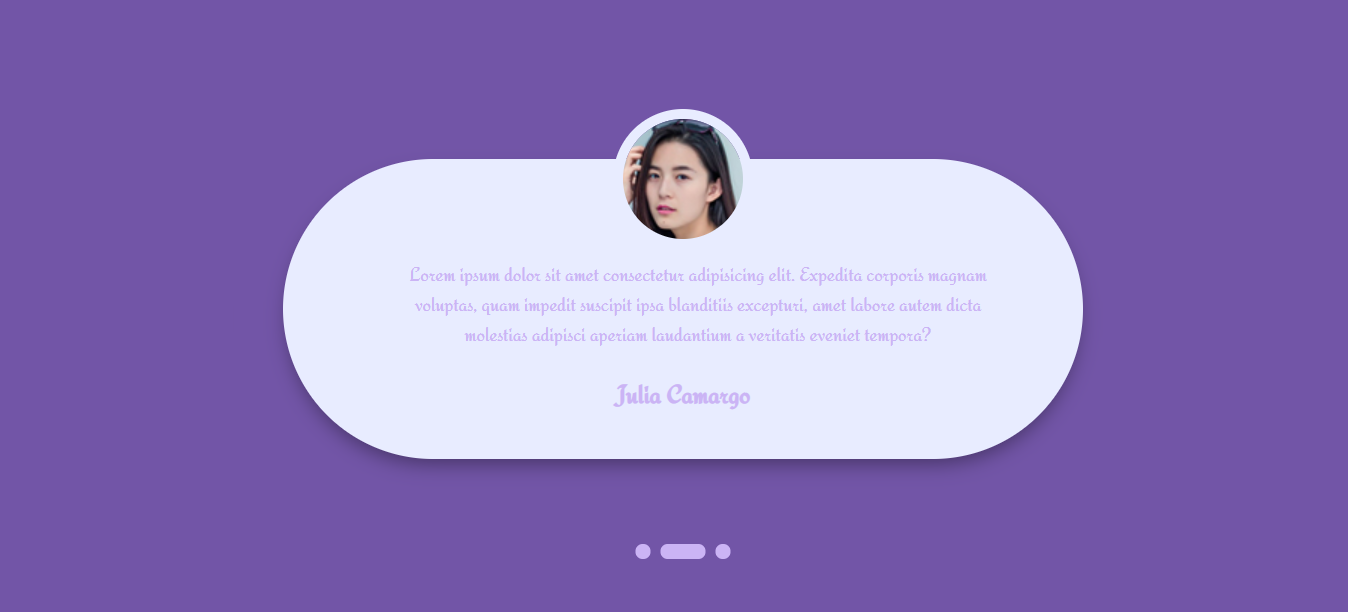 Lorem ipsum dolor sit amet consectetur adipisicing elit. Expedita corporis magnam
voluptas, quam impedit suscipit ipsa blanditiis excepturi, amet labore autem dicta
molestias adipisci aperiam laudantium a veritatis eveniet tempora?
Julia Camargo